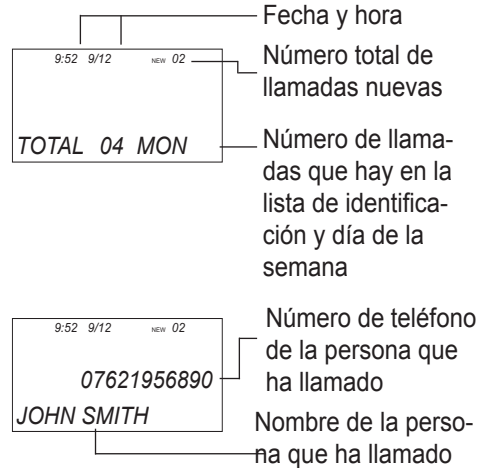 Fecha y hora
9:52 9/12 NEW 02
Número total de
llamadas nuevas
TOTAL 04 MON
Número de llama-
das que hay en la
lista de identifica-
ción y día de la
semana
9:52 9/12 NEW 02
Número de teléfono
de la persona que
ha llamado
07621956890
JOHN SMITH
Nombre de la perso-
na que ha llamado